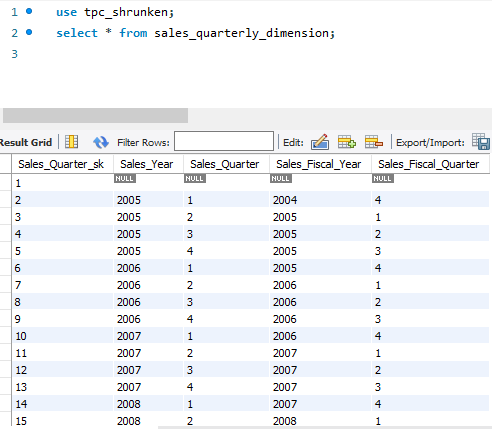 1 use tpc_shrunken;
2 select * from sales_quarterly_dimension;
3
Result Grid Filter Rows: Edit: Export/Import:
Sales_Quarter_sk Sales_Year Sales_Quarter Sales_Fiscal_Year Sales_Fiscal_Quarter
1 NULL NULL NULL NULL
2 2005 1 2004 4
3 2005 2 2005 1
4 2005 3 2005 2
5 2005 4 2005 3
6 2006 1 2005 4
7 2006 2 2006 1
8 2006 3 2006 2
9 2006 4 2006 3
10 2007 1 2006 4
11 2007 2 2007 1
12 2007 3 2007 2
13 2007 4 2007 3
14 2008 1 2007 4
15 2008 2 2008 1